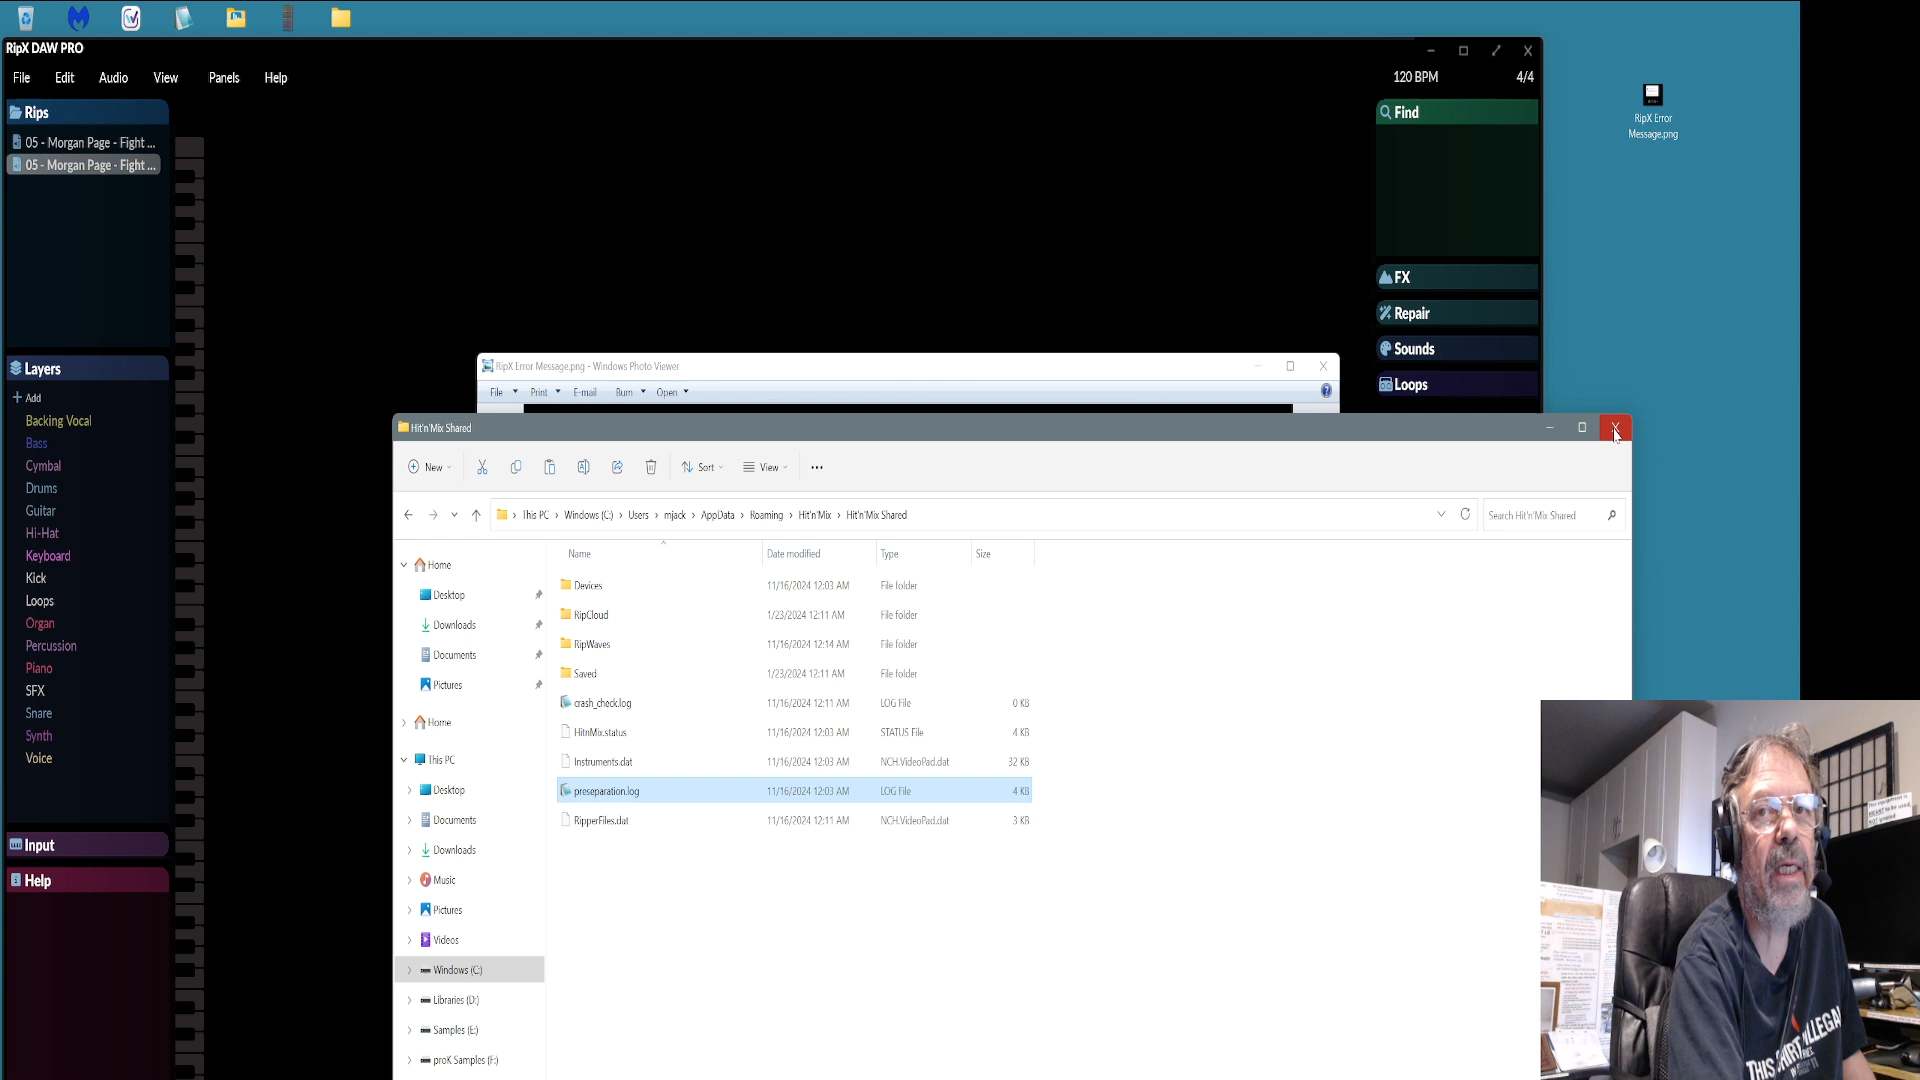 RipX DAW PRO
File Edit Audio View Panels Help
120 BPM 4/4
Rips
05 - Morgan Page - Fight ...
05 - Morgan Page - Fight ...
Find
FX
Repair
Sounds
Loops
RipX Error
Message.png
Layers
Add
Backing Vocal
Bass
Cymbal
Drums
Guitar
Hi-Hat
Keyboard
Kick
Loops
Organ
Percussion
Piano
SFX
Snare
Synth
Voice
Input
Help
RipX Error Message.png - Windows Photo Viewer
File Print E-mail Burn Open
Hit'n'Mix Shared
New Sort View
This PC Windows (C:) Users mjack AppData Roaming Hit'n'Mix Hit'n'Mix Shared
Search Hit'n'Mix Shared
Home
Desktop
Downloads
Documents
Pictures
Home
This PC
Desktop
Documents
Downloads
Music
Pictures
Videos
Windows (C:)
Libraries (D:)
Samples (E:)
proK Samples (F:)
Name Date modified Type Size
Devices 11/16/2024 12:03 AM File folder
RipCloud 1/23/2024 12:11 AM File folder
RipWaves 11/16/2024 12:14 AM File folder
Saved 1/23/2024 12:11 AM File folder
crash_check.log 11/16/2024 12:11 AM LOG File 0 KB
HitnMix.status 11/16/2024 12:03 AM STATUS File 4 KB
Instruments.dat 11/16/2024 12:03 AM NCH.VideoPad.dat 32 KB
preseparation.log 11/16/2024 12:03 AM LOG File 4 KB
RipperFiles.dat 11/16/2024 12:11 AM NCH.VideoPad.dat 3 KB
THIS SHIRT ILLEGAL